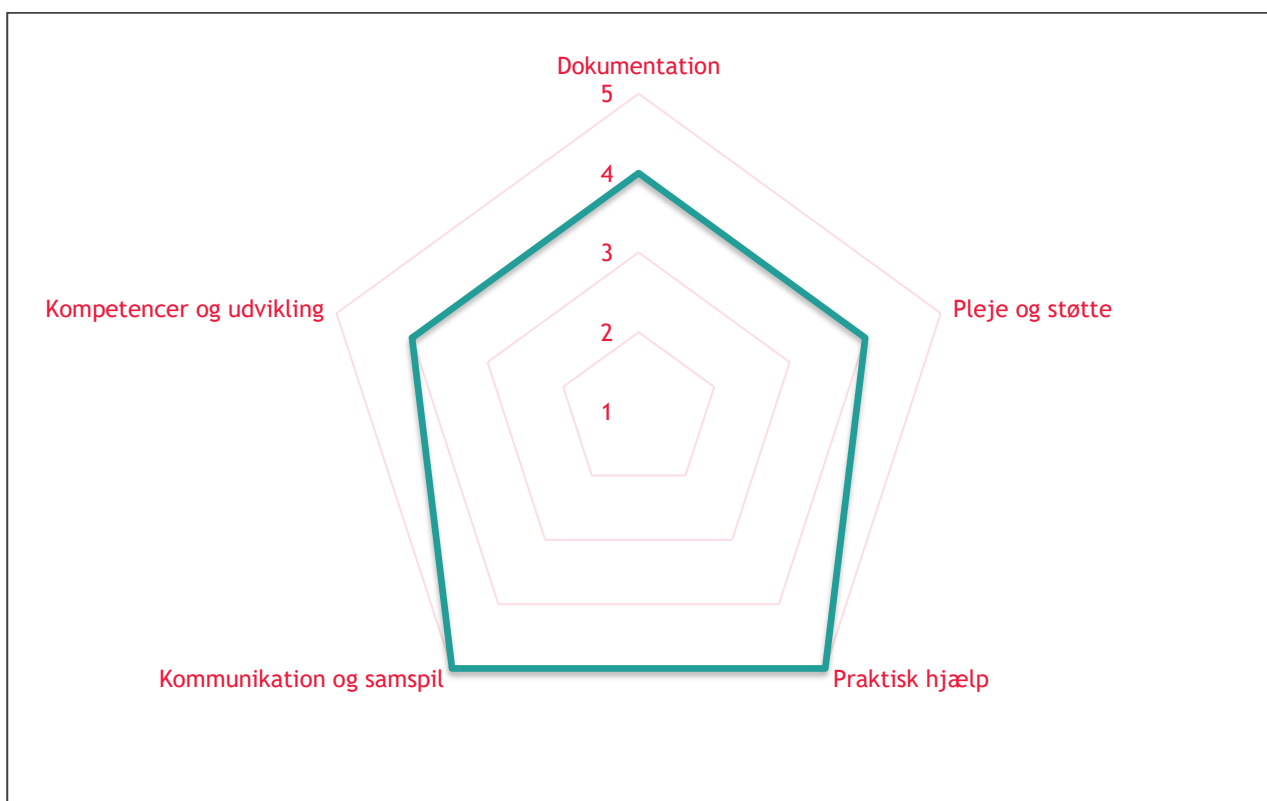 Dokumentation
5
4
3
2
1
Kompetencer og udvikling
Pleje og støtte
Kommunikation og samspil
Praktisk hjælp